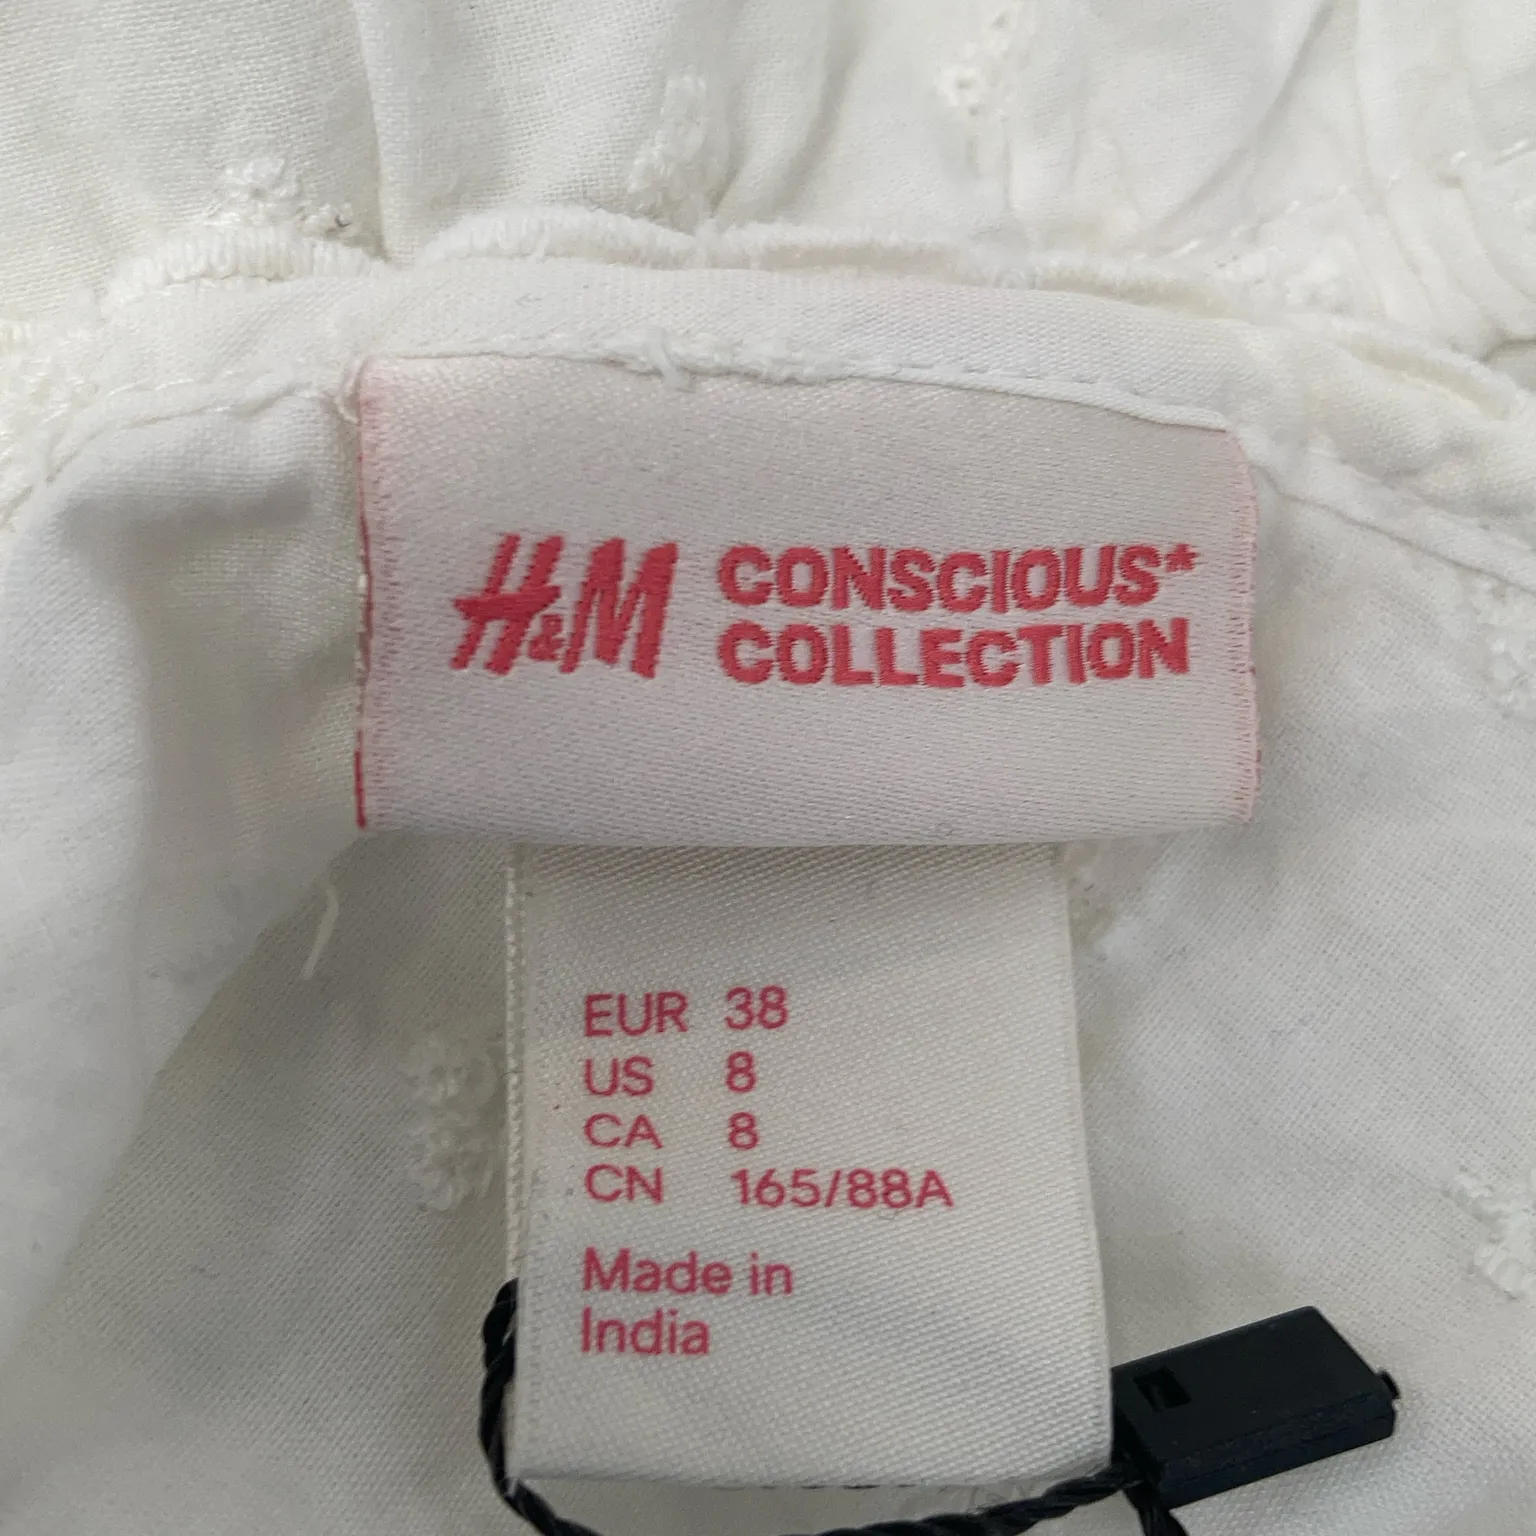 H&M CONSCIOUS*
COLLECTION
EUR 38
US 8
CA 8
CN 165/88A
Made in
India